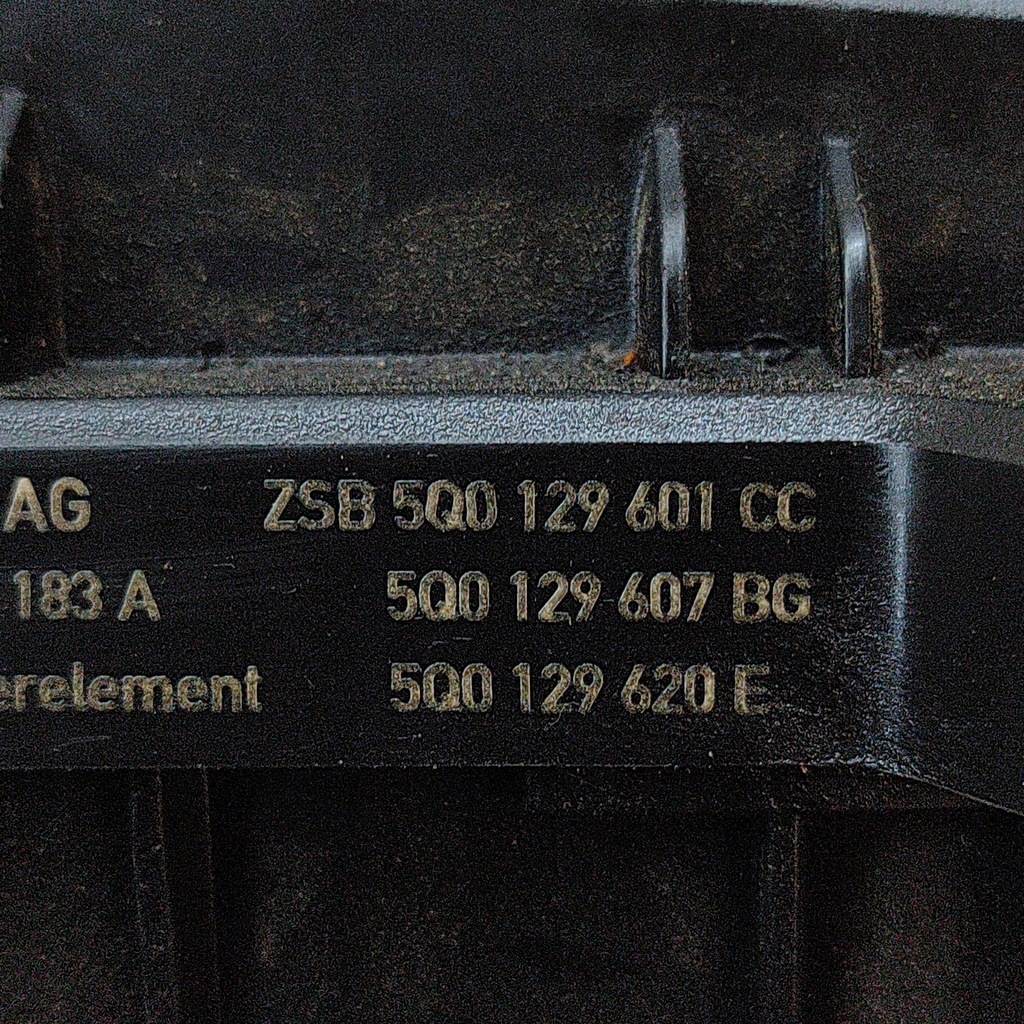 AG ZSB 5Q0 129 601 CC
183 A 5Q0 129 607 BG
erelement 5Q0 129 620 E